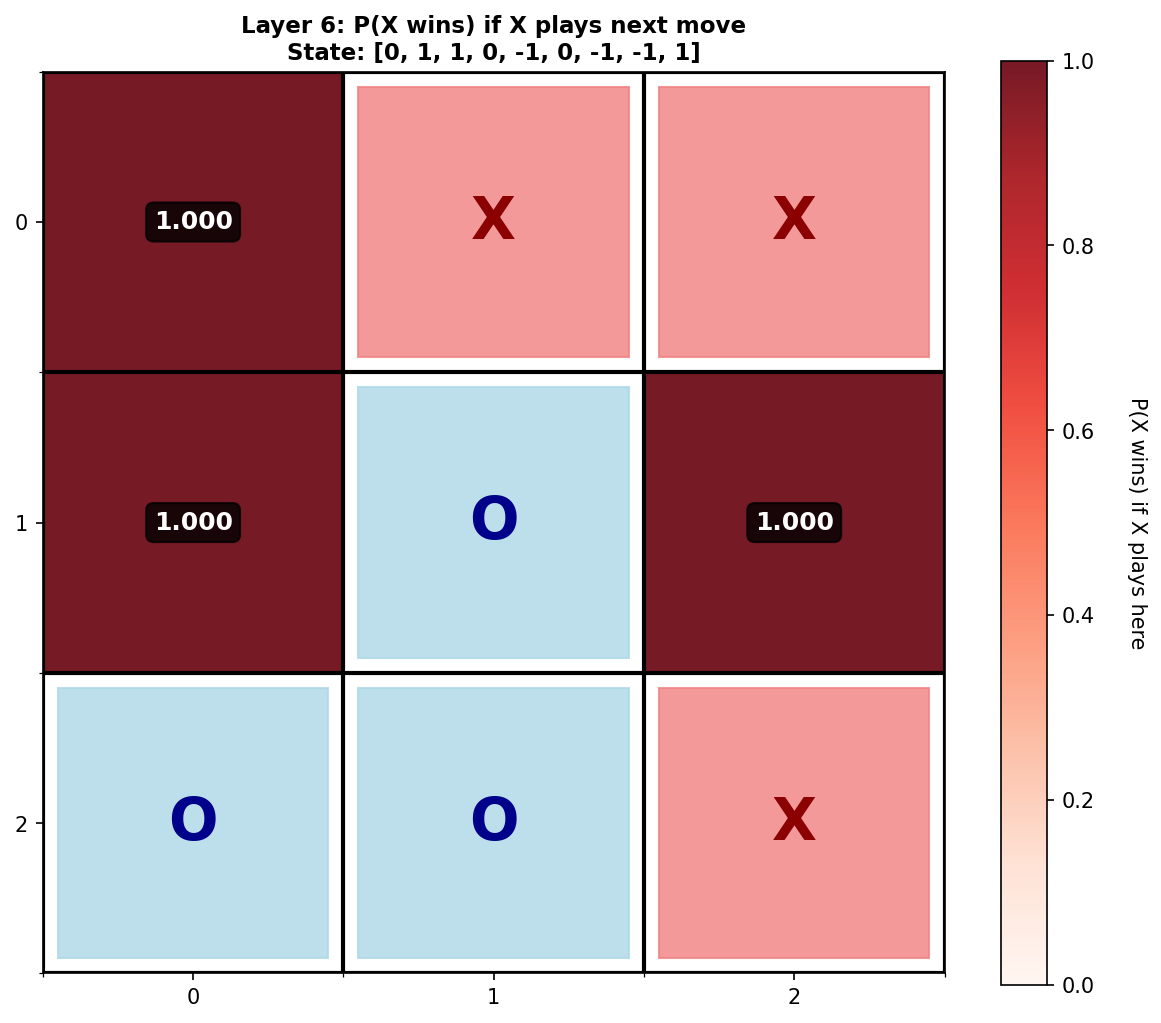 Layer 6: P(X wins) if X plays next move
State: [0, 1, 1, 0, -1, 0, -1, -1, 1]
0
1.000
X
X
1
1.000
O
1.000
2
O
O
X
0
1
2
1.0
0.8
0.6
0.4
0.2
0.0
P(X wins) if X plays here